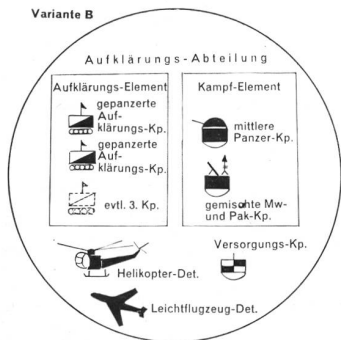 Variante B
Aufklärungs-Abteilung
Aufklärungs-Element
gepanzerte
Auf-
klärungs-Kp.
gepanzerte
Auf-
klärungs-Kp.
evtl. 3. Kp.
Kampf-Element
mittlere
Panzer-Kp.
gemischte Mw-
und Pak-Kp.
Versorgungs-Kp.
Helikopter-Det.
Leichtflugzeug-Det.